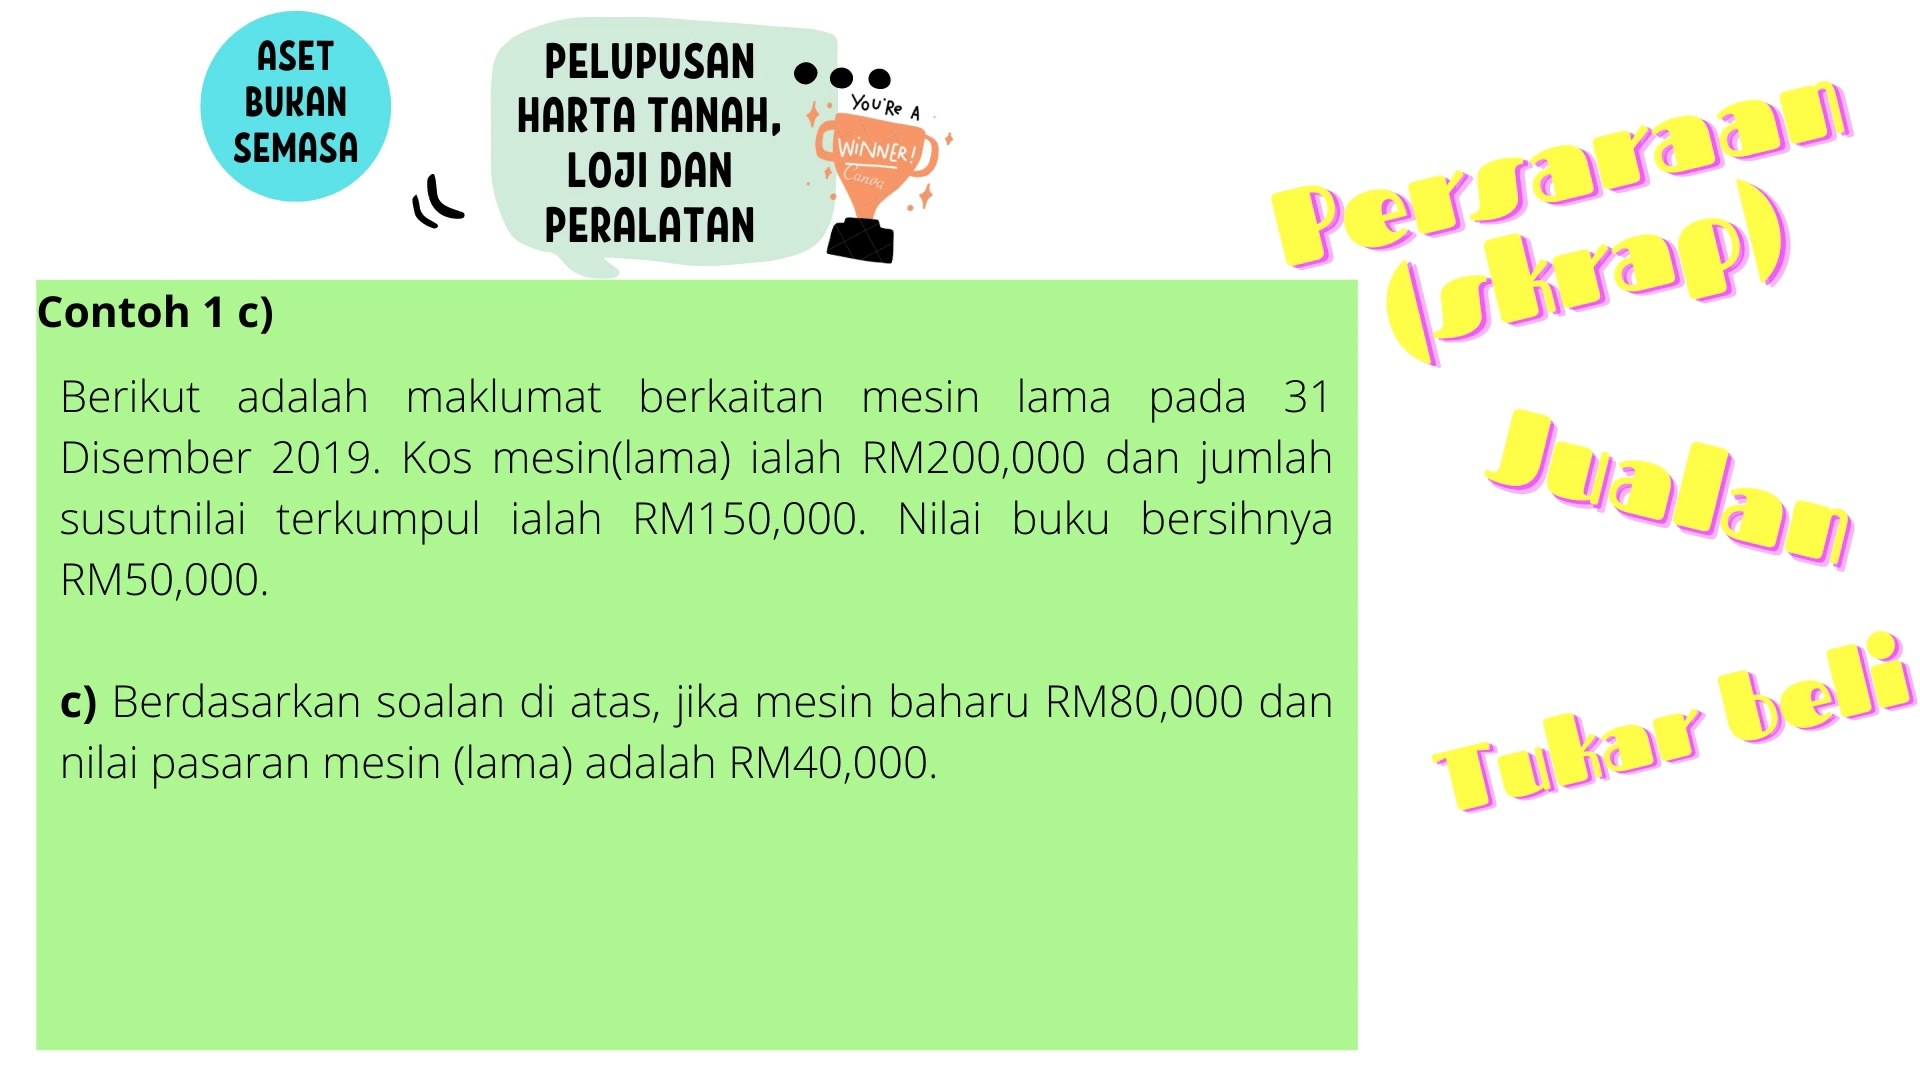 ASET
BUKAN
SEMASA
PELUPUSAN
HARTA TANAH,
LOJI DAN
PERALATAN
YOU'RE A
WINNER!
Canva
Persaraan
(skrap)
Jualan
Tukar beli
Contoh 1 c)
Berikut adalah maklumat berkaitan mesin lama pada 31
Disember 2019. Kos mesin(lama) ialah RM200,000 dan jumlah
susutnilai terkumpul ialah RM150,000. Nilai buku bersihnya
RM50,000.
c) Berdasarkan soalan di atas, jika mesin baharu RM80,000 dan
nilai pasaran mesin (lama) adalah RM40,000.